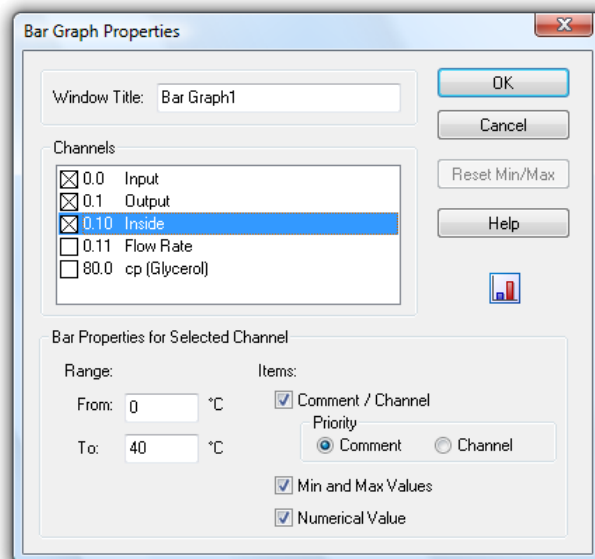 Bar Graph Properties
Window Title: Bar Graph1
OK
Cancel
Reset Min/Max
Help
Channels
0.0 Input
0.1 Output
0.10 Inside
0.11 Flow Rate
80.0 cp (Glycerol)
Bar Properties for Selected Channel
Range:
From: 0 °C
To: 40 °C
Items:
Comment / Channel
Priority
Comment Channel
Min and Max Values
Numerical Value